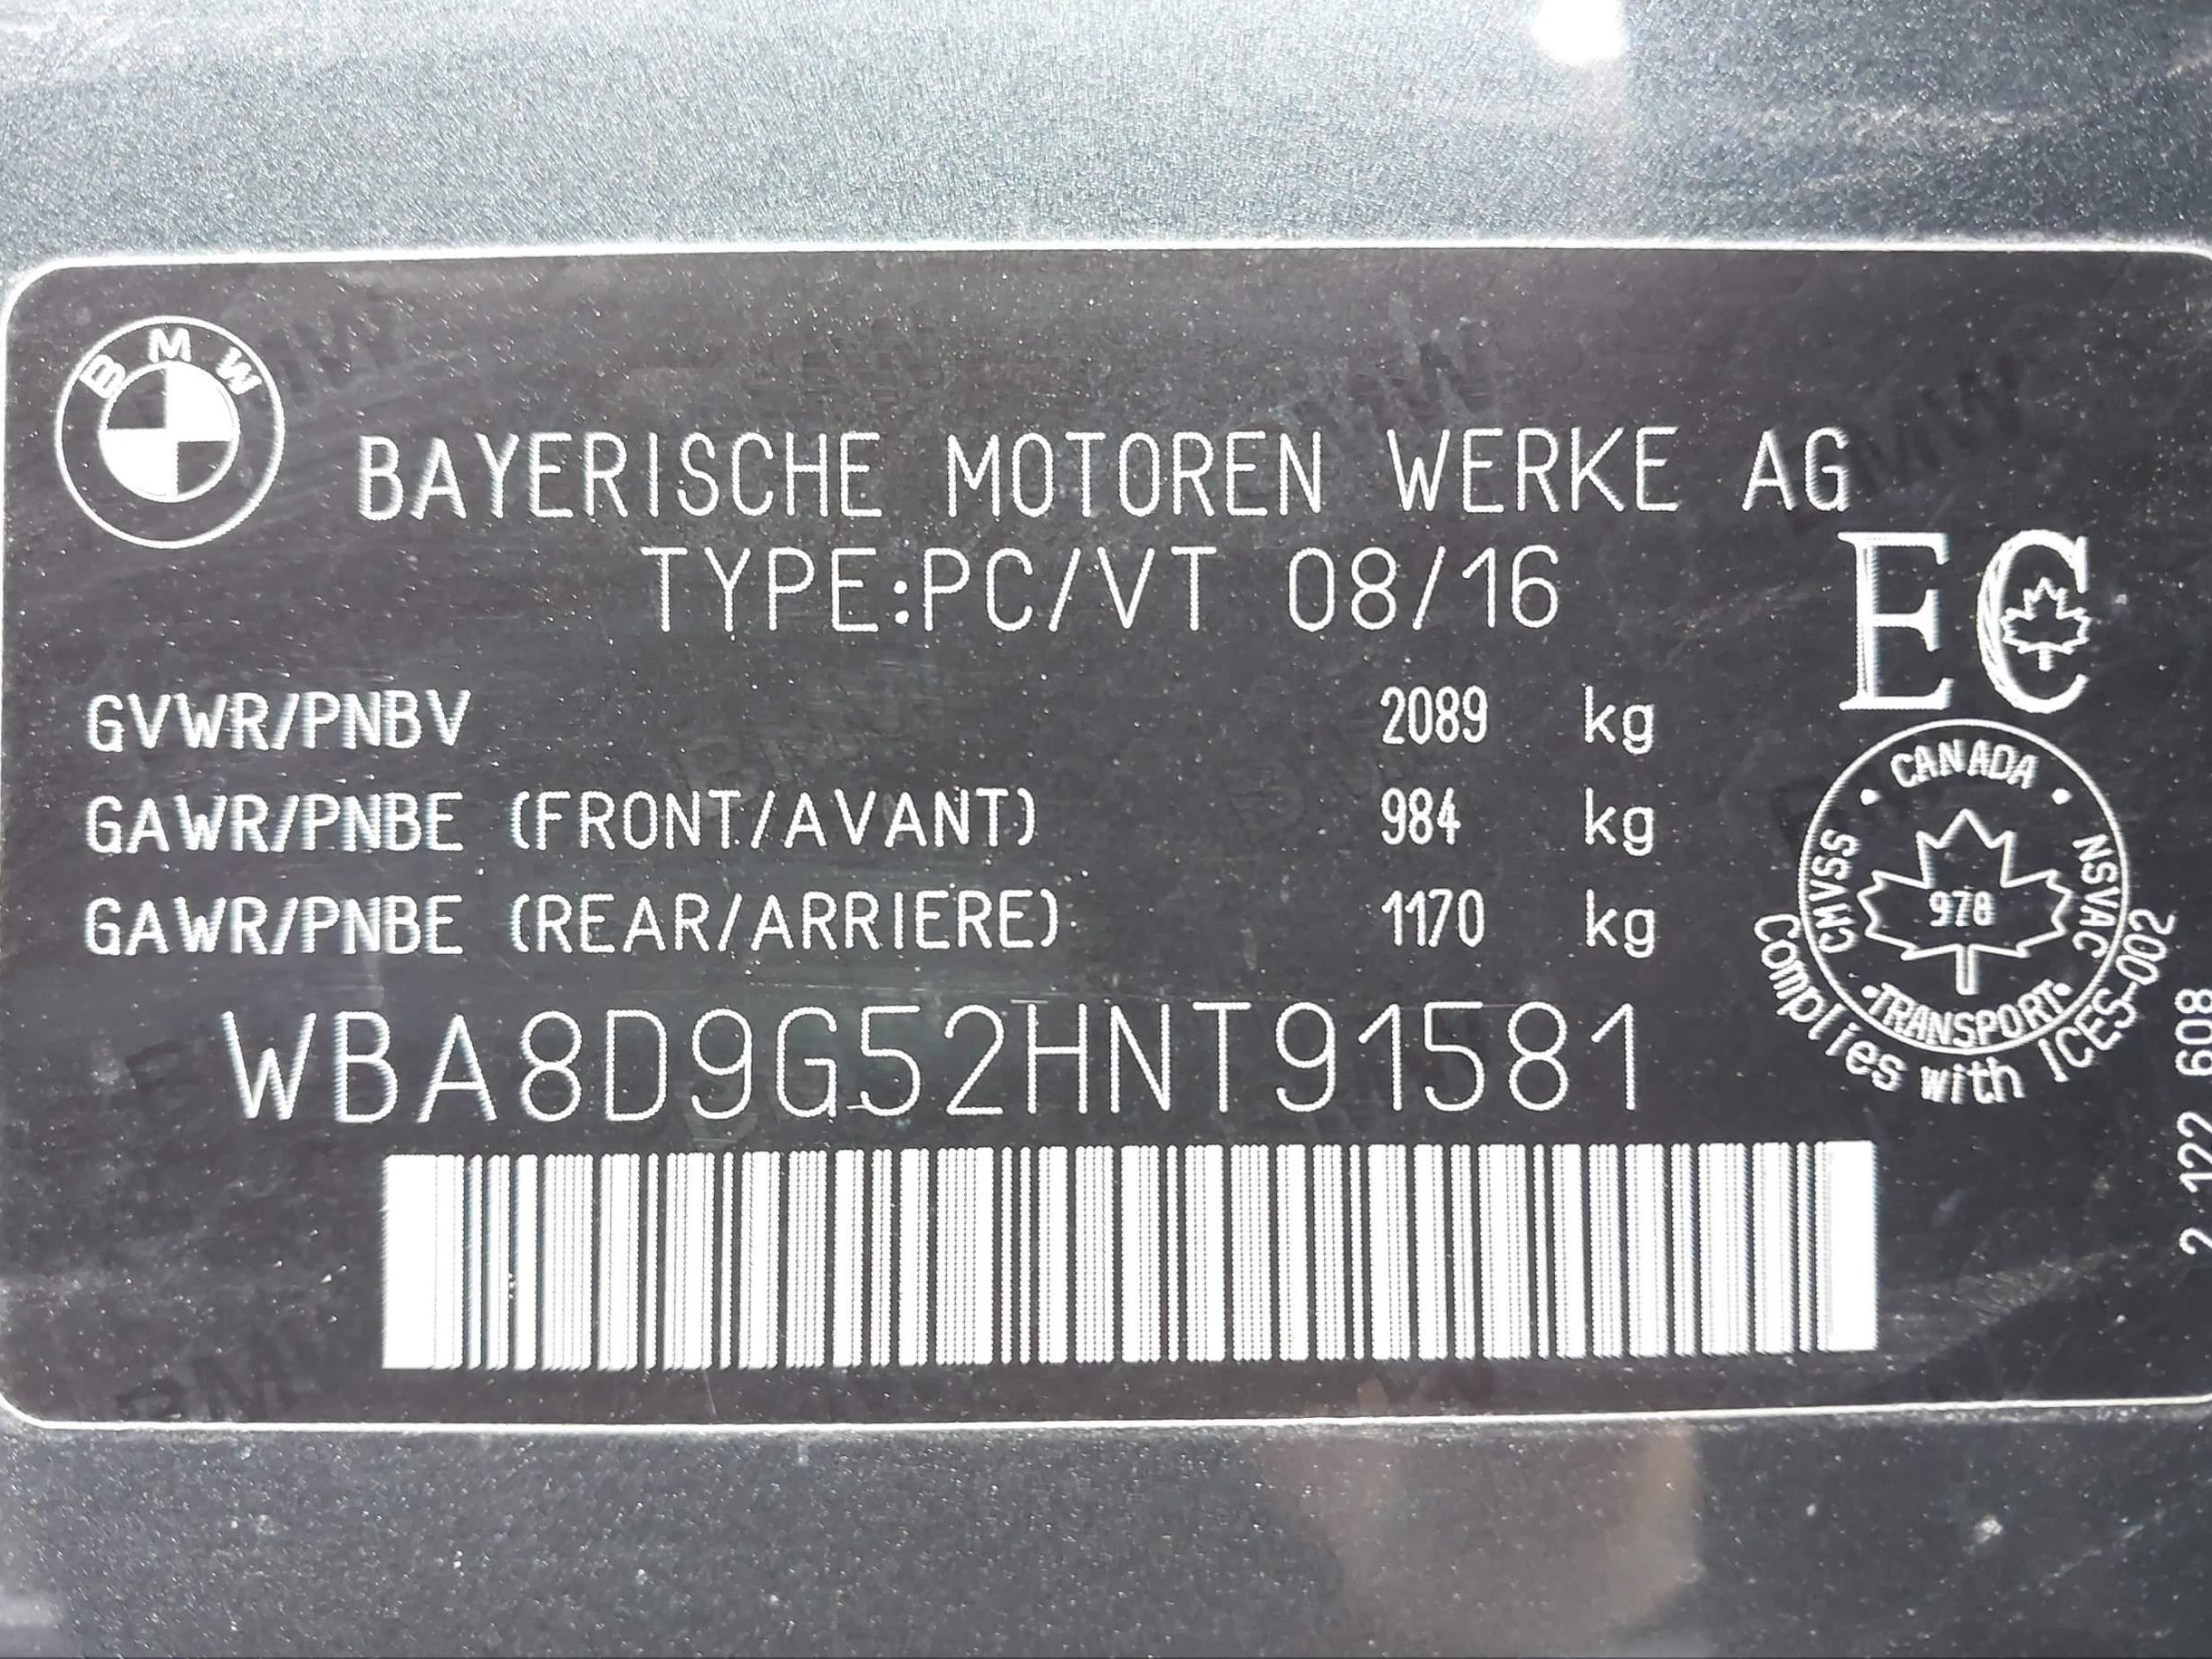 BMW
BAYERISCHE MOTOREN WERKE AG
TYPE:PC/VT 08/16
EC
GVWR/PNBV 2089 kg
GAWR/PNBE (FRONT/AVANT) 984 kg
GAWR/PNBE (REAR/ARRIERE) 1170 kg
CANADA
CMVSS
NSVAC
978
TRANSPORT
Complies with ICES-002
WBA8D9G52HNT91581
2 122 608